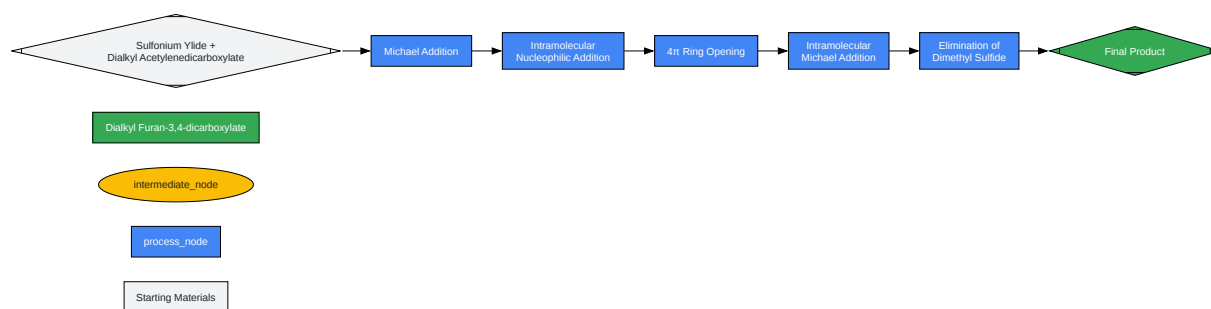 Sulfonium Ylide +
Dialkyl Acetylenedicarboxylate
Michael Addition
Intramolecular
Nucleophilic Addition
4π Ring Opening
Intramolecular
Michael Addition
Elimination of
Dimethyl Sulfide
Final Product
Dialkyl Furan-3,4-dicarboxylate
intermediate_node
process_node
Starting Materials